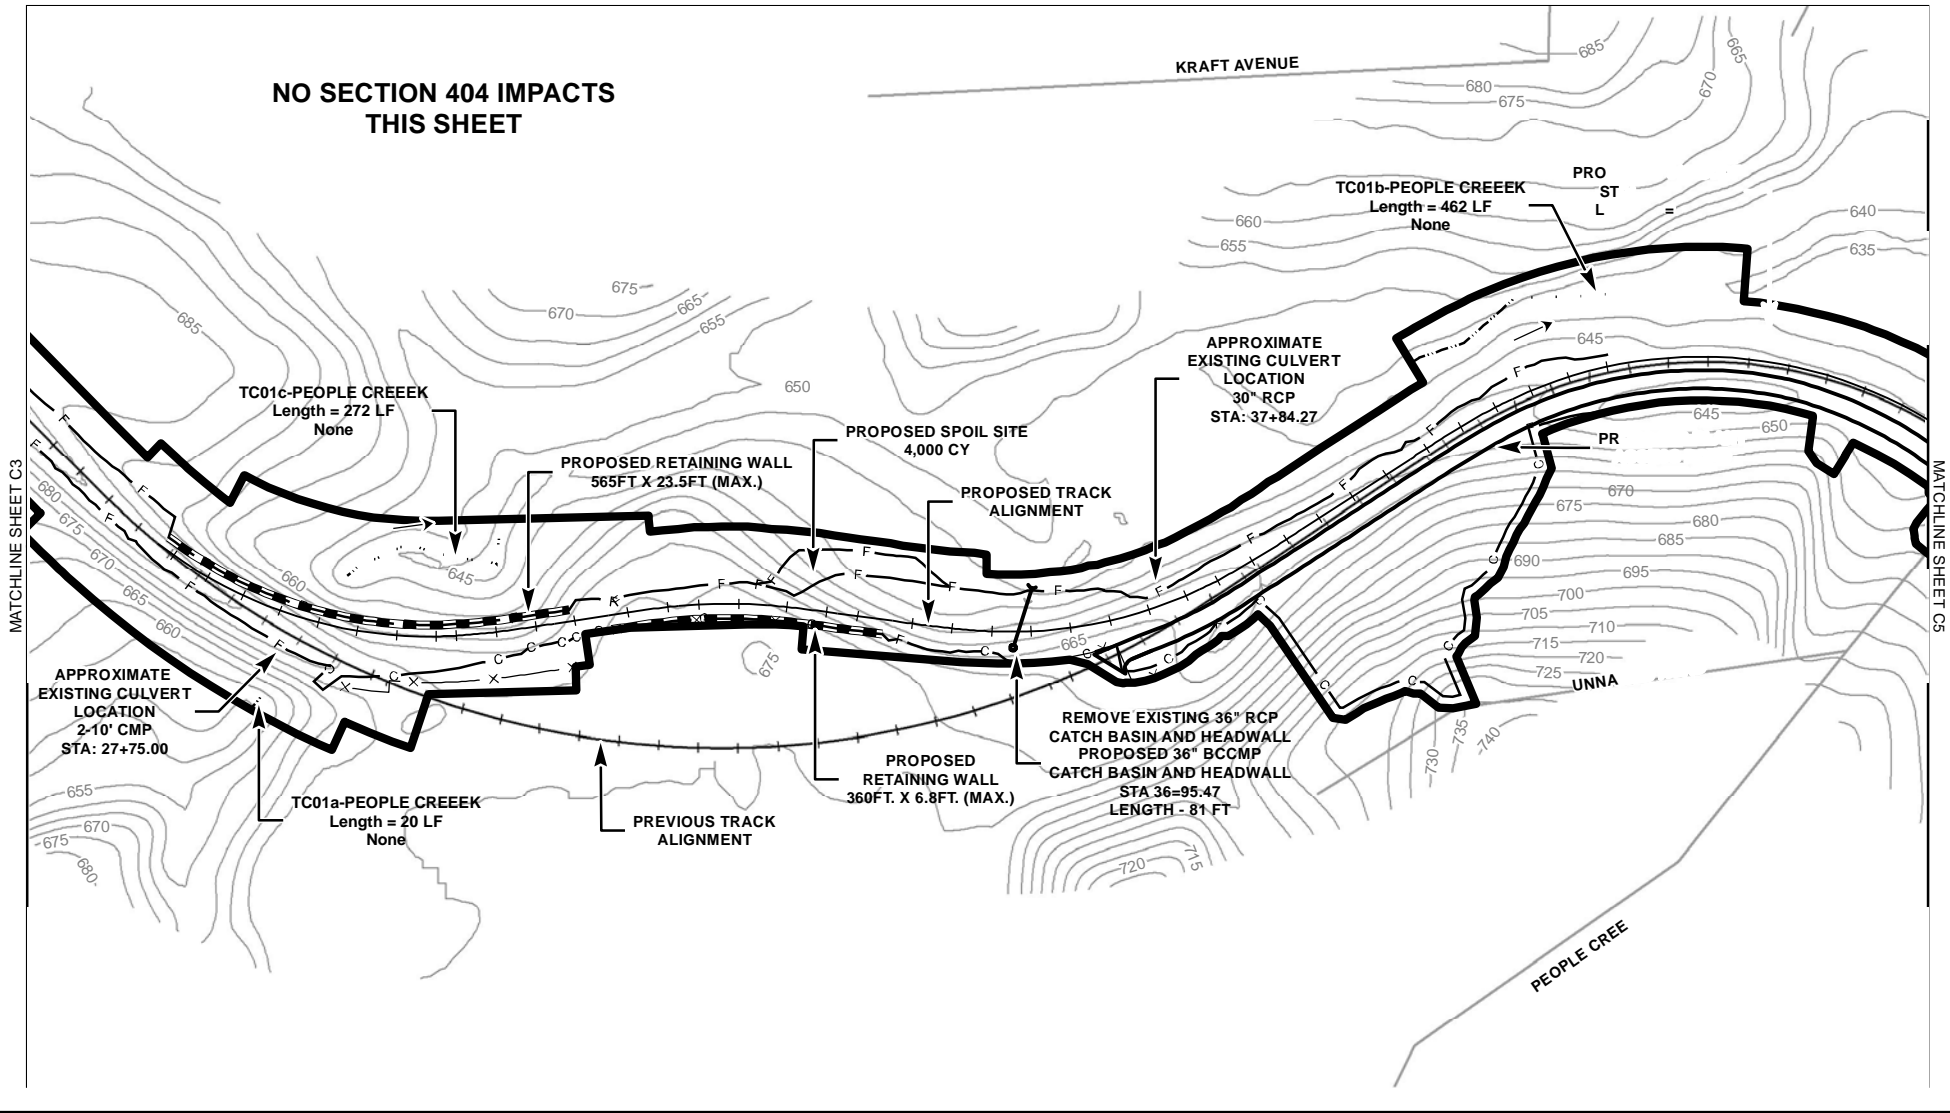 NO SECTION 404 IMPACTS
THIS SHEET
KRAFT AVENUE
685
665
680
675
670
TC01b-PEOPLE CREEEK
Length = 462 LF
None
PRO
ST
L =
660
655
640
635
685
675
670
665
655
650
645
APPROXIMATE
EXISTING CULVERT
LOCATION
30" RCP
STA: 37+84.27
TC01c-PEOPLE CREEEK
Length = 272 LF
None
PROPOSED SPOIL SITE
4,000 CY
PROPOSED RETAINING WALL
565FT X 23.5FT (MAX.)
PROPOSED TRACK
ALIGNMENT
PR
645
650
MATCHLINE SHEET C3
MATCHLINE SHEET C5
680
675
670
665
660
660
645
665
675
670
675
680
685
690
695
700
705
710
715
720
725
730
735
740
UNNA
APPROXIMATE
EXISTING CULVERT
LOCATION
2-10' CMP
STA: 27+75.00
TC01a-PEOPLE CREEEK
Length = 20 LF
None
PREVIOUS TRACK
ALIGNMENT
PROPOSED
RETAINING WALL
360FT. X 6.8FT. (MAX.)
REMOVE EXISTING 36" RCP
CATCH BASIN AND HEADWALL
PROPOSED 36" BCCMP
CATCH BASIN AND HEADWALL
STA 36=95.47
LENGTH - 81 FT
655
670
675
680
720
715
PEOPLE CREE